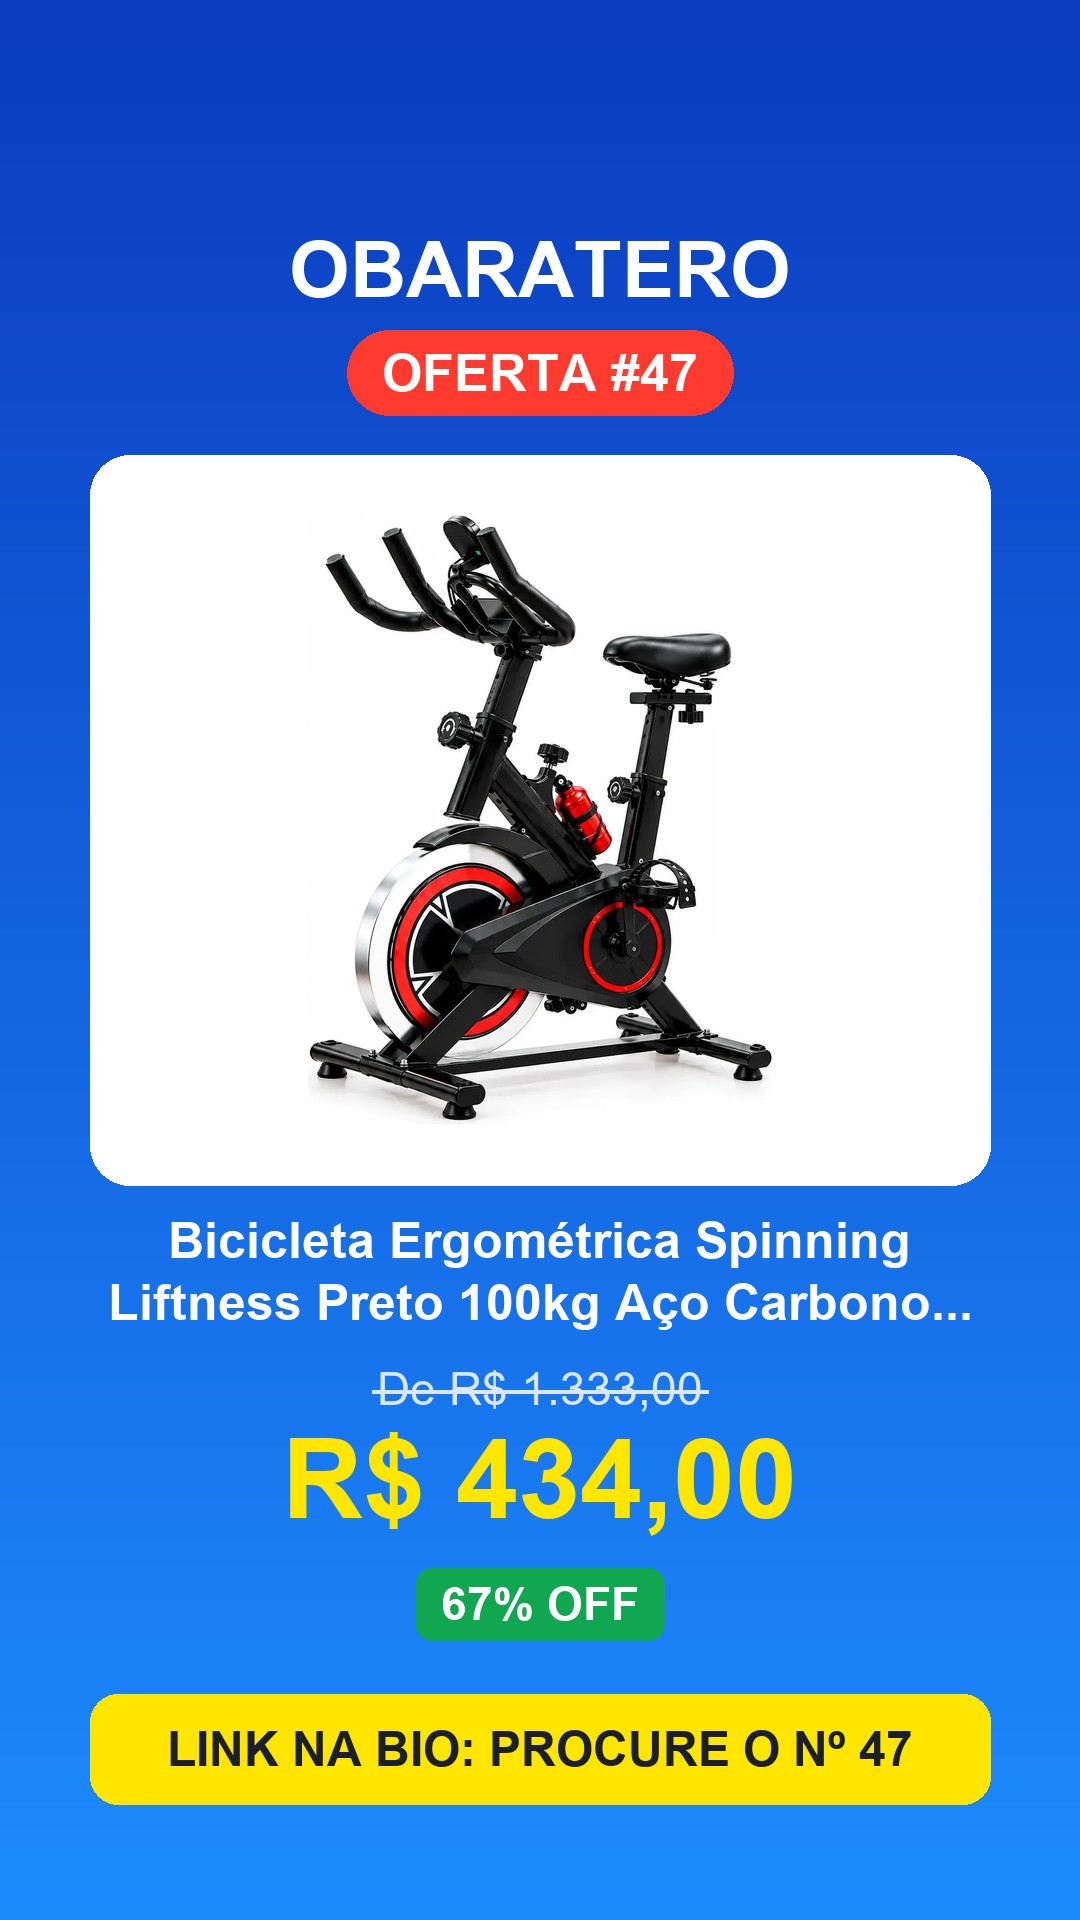 OBARATERO
OFERTA #47
Bicicleta Ergométrica Spinning
Liftness Preto 100kg Aço Carbono...
De R$ 1.333,00
R$ 434,00
67% OFF
LINK NA BIO: PROCURE O Nº 47